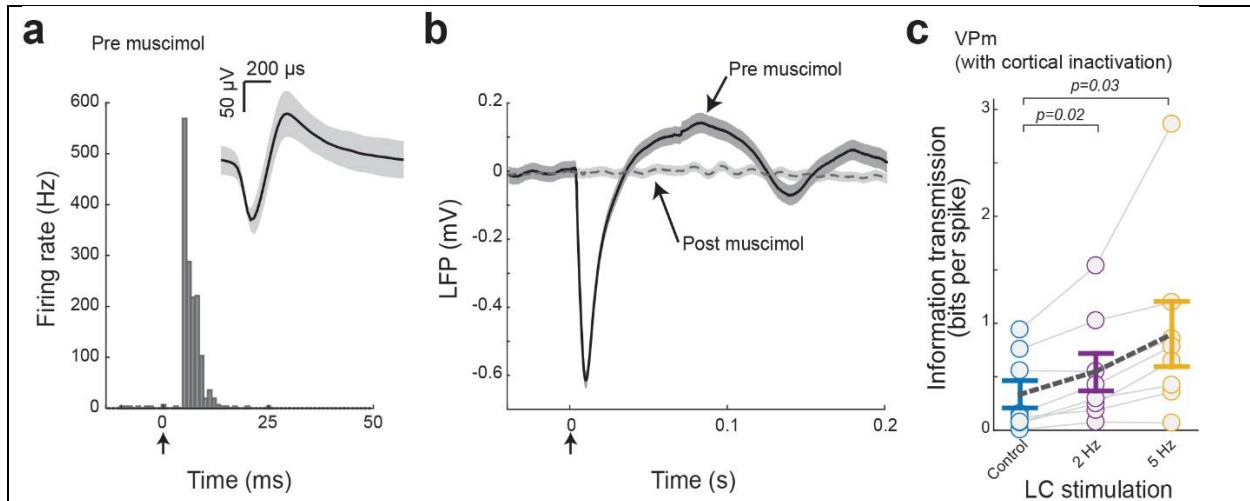 a
Pre muscimol
50 µV
200 µs
600
500
400
300
200
100
0
Firing rate (Hz)
0
25
50
Time (ms)
b
Pre muscimol
Post muscimol
0.2
0
-0.2
-0.4
-0.6
LFP (mV)
0
0.1
0.2
Time (s)
c
VPm
(with cortical inactivation)
p=0.03
p=0.02
3
2
1
0
Information transmission
(bits per spike)
Control
2 Hz
5 Hz
LC stimulation